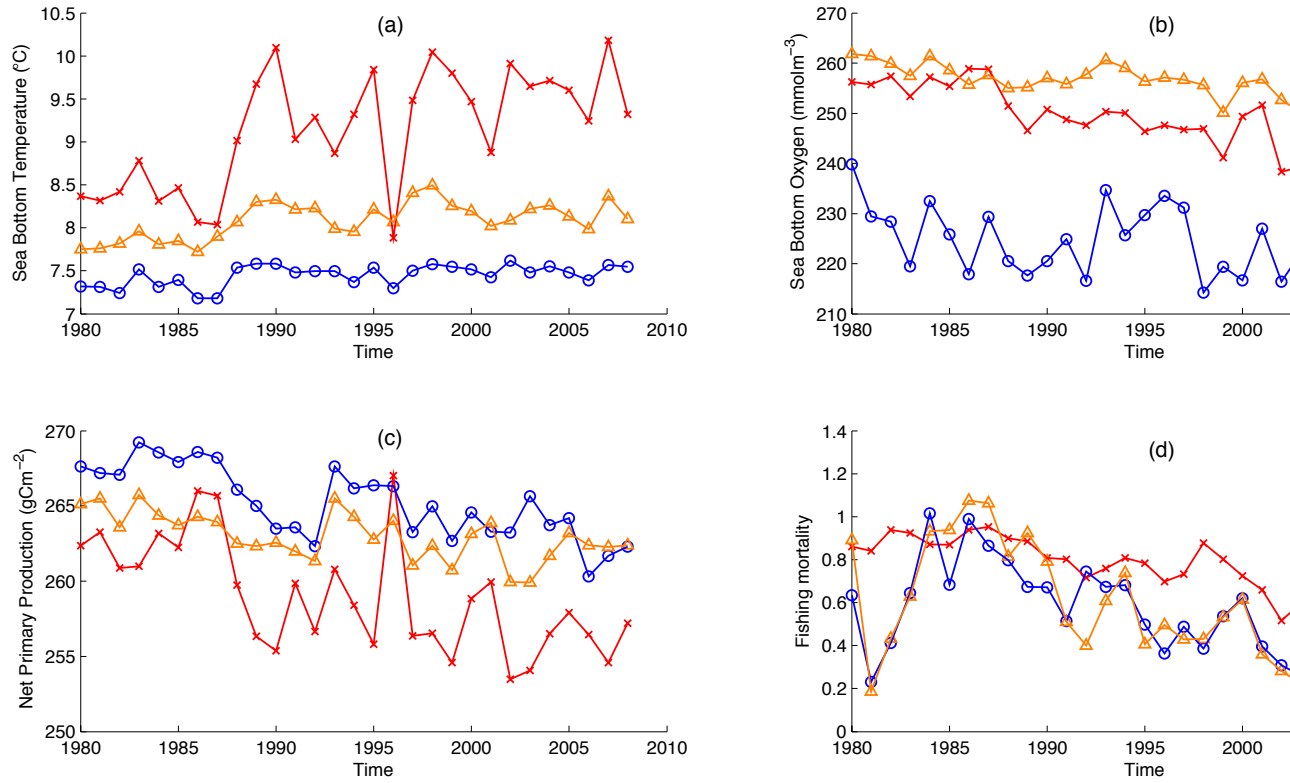 (a)
Sea Bottom Temperature (ºC)
10.5
10
9.5
9
8.5
8
7.5
7
1980 1985 1990 1995 2000 2005 2010
Time
(b)
Sea Bottom Oxygen (mmolm−3)
270
260
250
240
230
220
210
1980 1985 1990 1995 2000
Time
(c)
Net Primary Production (gCm−2)
270
265
260
255
250
1980 1985 1990 1995 2000 2005 2010
Time
(d)
Fishing mortality
1.4
1.2
1
0.8
0.6
0.4
0.2
0
1980 1985 1990 1995 2000
Time